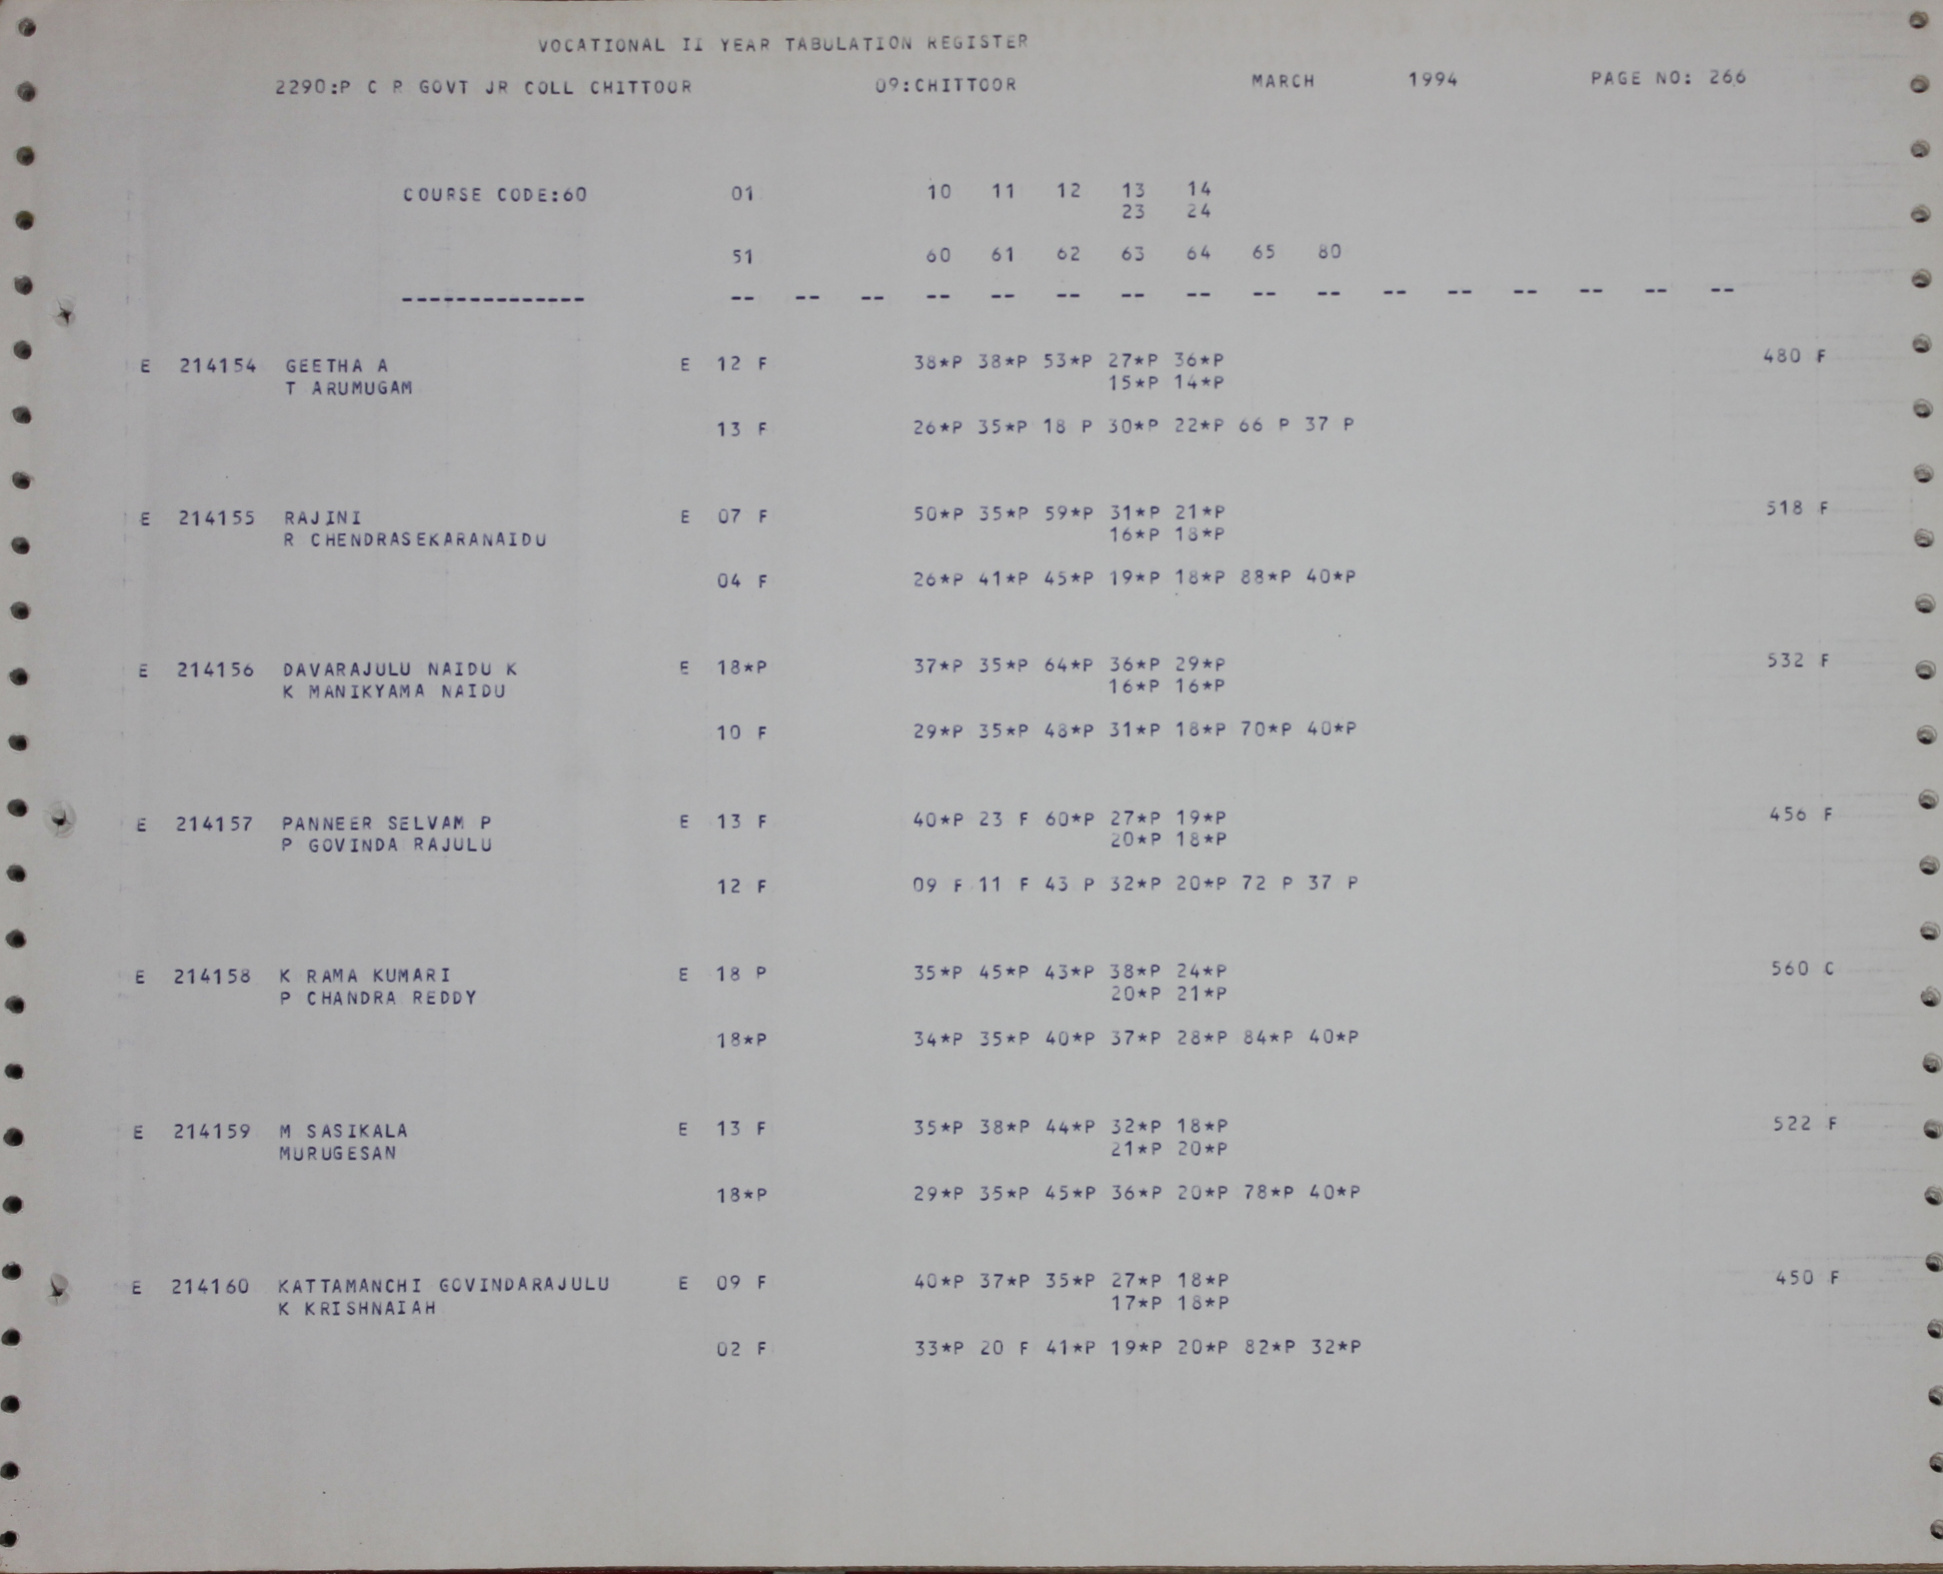 VOCATIONAL II YEAR TABULATION REGISTER
2290:P C R GOVT JR COLL CHITTOOR 09:CHITTOOR MARCH 1994 PAGE NO: 266
COURSE CODE:60 01 10 11 12 13 14
23 24
51 60 61 62 63 64 65 80
-------------- -- -- -- -- -- -- -- -- -- -- -- -- -- -- -- --
E 214154 GEETHA A E 12 F 38*P 38*P 53*P 27*P 36*P 480 F
T ARUMUGAM 15*P 14*P
13 F 26*P 35*P 18 P 30*P 22*P 66 P 37 P
E 214155 RAJINI E 07 F 50*P 35*P 59*P 31*P 21*P 518 F
R CHENDRASEKARANAIDU 16*P 18*P
04 F 26*P 41*P 45*P 19*P 18*P 88*P 40*P
E 214156 DAVARAJULU NAIDU K E 18*P 37*P 35*P 64*P 36*P 29*P 532 F
K MANIKYAMA NAIDU 16*P 16*P
10 F 29*P 35*P 48*P 31*P 18*P 70*P 40*P
E 214157 PANNEER SELVAM P E 13 F 40*P 23 F 60*P 27*P 19*P 456 F
P GOVINDA RAJULU 20*P 18*P
12 F 09 F 11 F 43 P 32*P 20*P 72 P 37 P
E 214158 K RAMA KUMARI E 18 P 35*P 45*P 43*P 38*P 24*P 560 C
P CHANDRA REDDY 20*P 21*P
18*P 34*P 35*P 40*P 37*P 28*P 84*P 40*P
E 214159 M SASIKALA E 13 F 35*P 38*P 44*P 32*P 18*P 522 F
MURUGESAN 21*P 20*P
18*P 29*P 35*P 45*P 36*P 20*P 78*P 40*P
E 214160 KATTAMANCHI GOVINDARAJULU E 09 F 40*P 37*P 35*P 27*P 18*P 450 F
K KRISHNAIAH 17*P 18*P
02 F 33*P 20 F 41*P 19*P 20*P 82*P 32*P